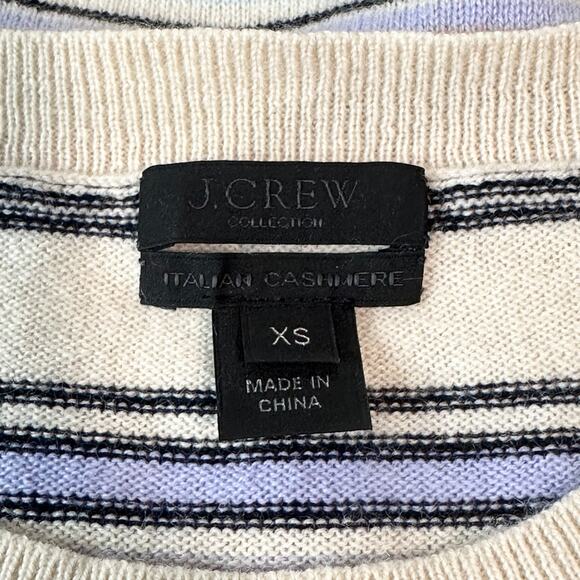 J.CREW
COLLECTION
ITALIAN CASHMERE
XS
MADE IN
CHINA